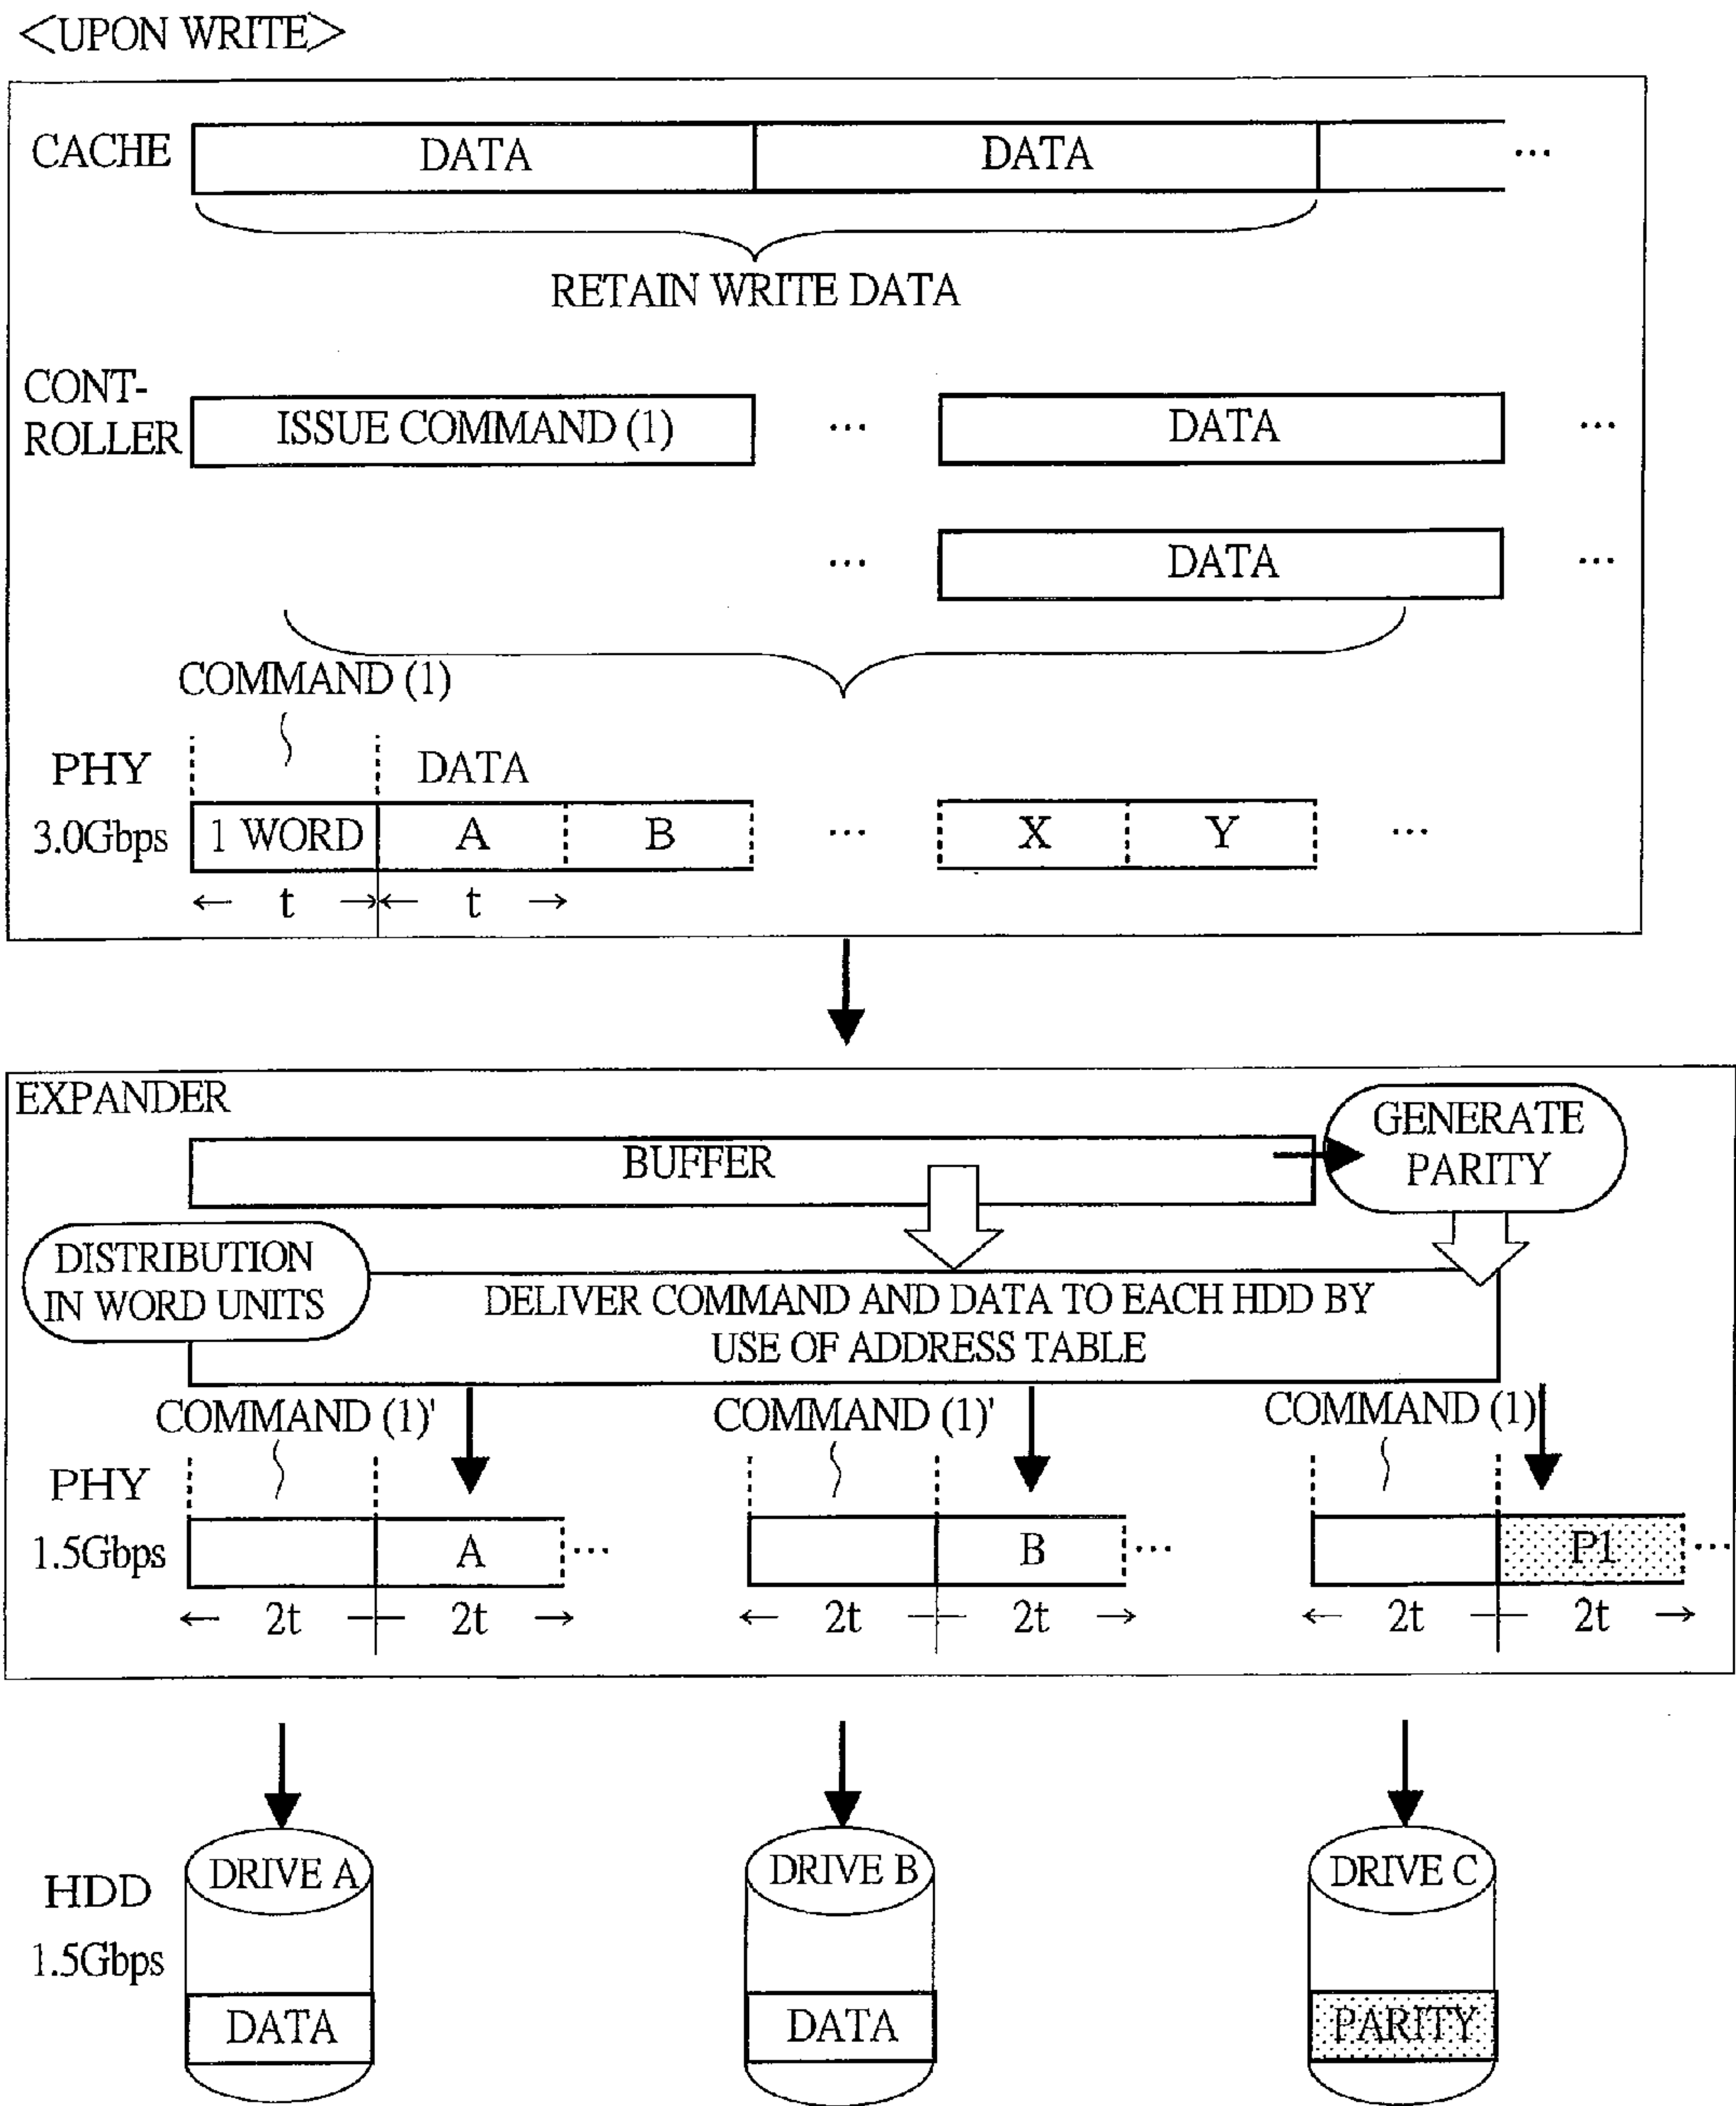 <UPON WRITE>
CACHE DATA DATA ...
RETAIN WRITE DATA
CONT-
ROLLER ISSUE COMMAND (1) ... DATA ...
... DATA ...
COMMAND (1)
PHY DATA
3.0Gbps 1 WORD A B ... X Y ...
← t →← t →
EXPANDER
BUFFER
GENERATE
PARITY
DISTRIBUTION
IN WORD UNITS
DELIVER COMMAND AND DATA TO EACH HDD BY
USE OF ADDRESS TABLE
COMMAND (1)' COMMAND (1)' COMMAND (1)
PHY
1.5Gbps A ... B ... P1 ...
← 2t — 2t → ← 2t — 2t → ← 2t — 2t →
DRIVE A DRIVE B DRIVE C
HDD
1.5Gbps
DATA DATA PARITY